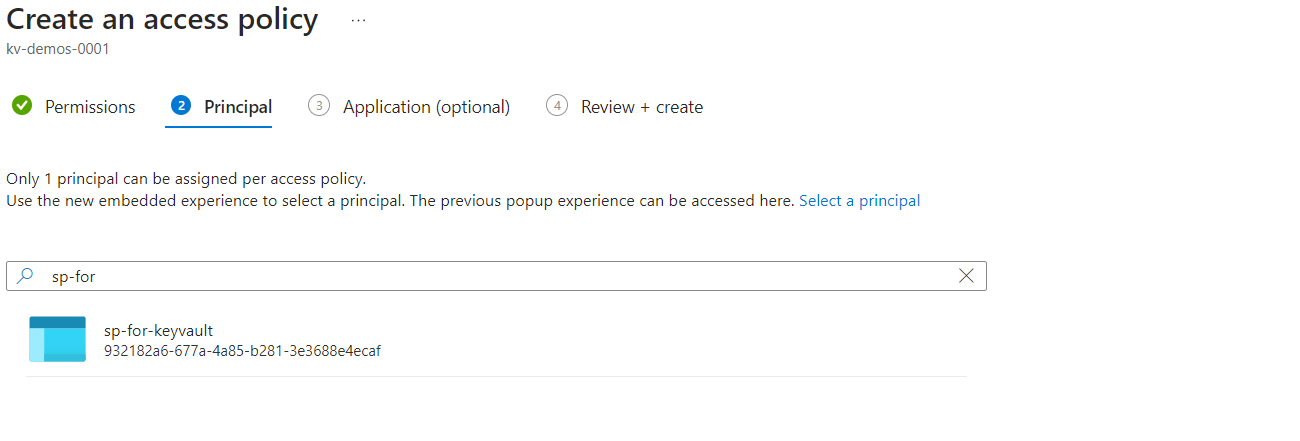 Create an access policy ...
kv-demos-0001
Permissions 2 Principal 3 Application (optional) 4 Review + create
Only 1 principal can be assigned per access policy.
Use the new embedded experience to select a principal. The previous popup experience can be accessed here. Select a principal
sp-for
sp-for-keyvault
932182a6-677a-4a85-b281-3e3688e4ecaf